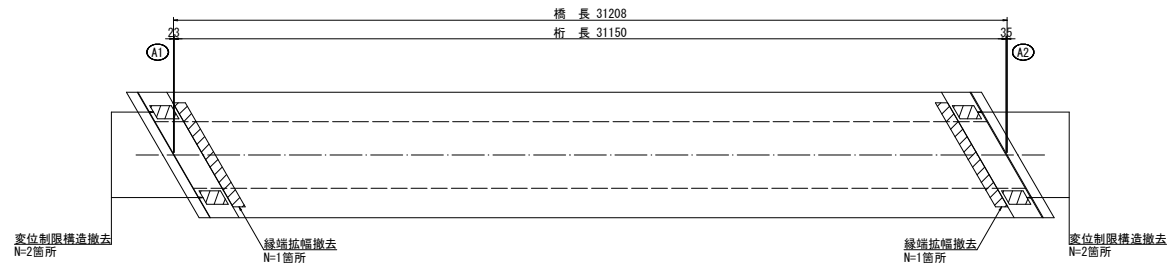 橋 長 31208
23
桁 長 31150
35
A1
A2
変位制限構造撤去
N=2箇所
縁端拡幅撤去
N=1箇所
縁端拡幅撤去
N=1箇所
変位制限構造撤去
N=2箇所